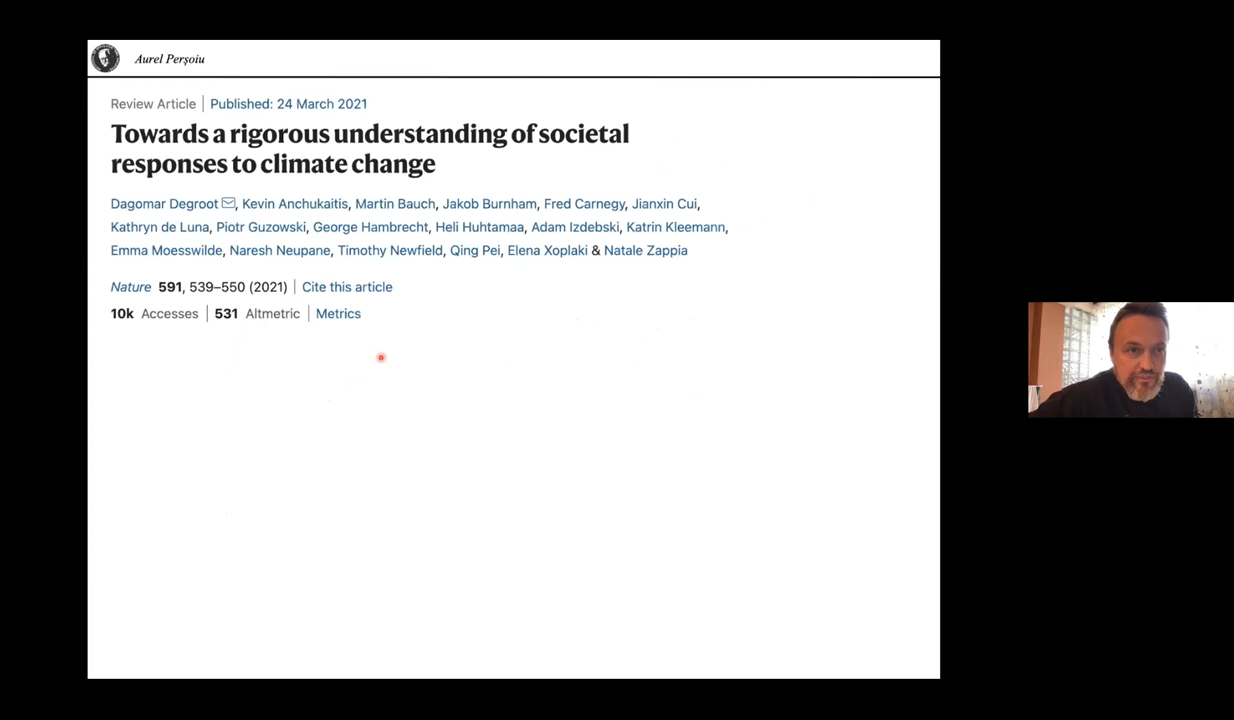 Aurel Perșoiu
Review Article | Published: 24 March 2021
Towards a rigorous understanding of societal
responses to climate change
Dagomar Degroot, Kevin Anchukaitis, Martin Bauch, Jakob Burnham, Fred Carnegy, Jianxin Cui,
Kathryn de Luna, Piotr Guzowski, George Hambrecht, Heli Huhtamaa, Adam Izdebski, Katrin Kleemann,
Emma Moesswilde, Naresh Neupane, Timothy Newfield, Qing Pei, Elena Xoplaki & Natale Zappia
Nature 591, 539–550 (2021) | Cite this article
10k Accesses | 531 Altmetric | Metrics